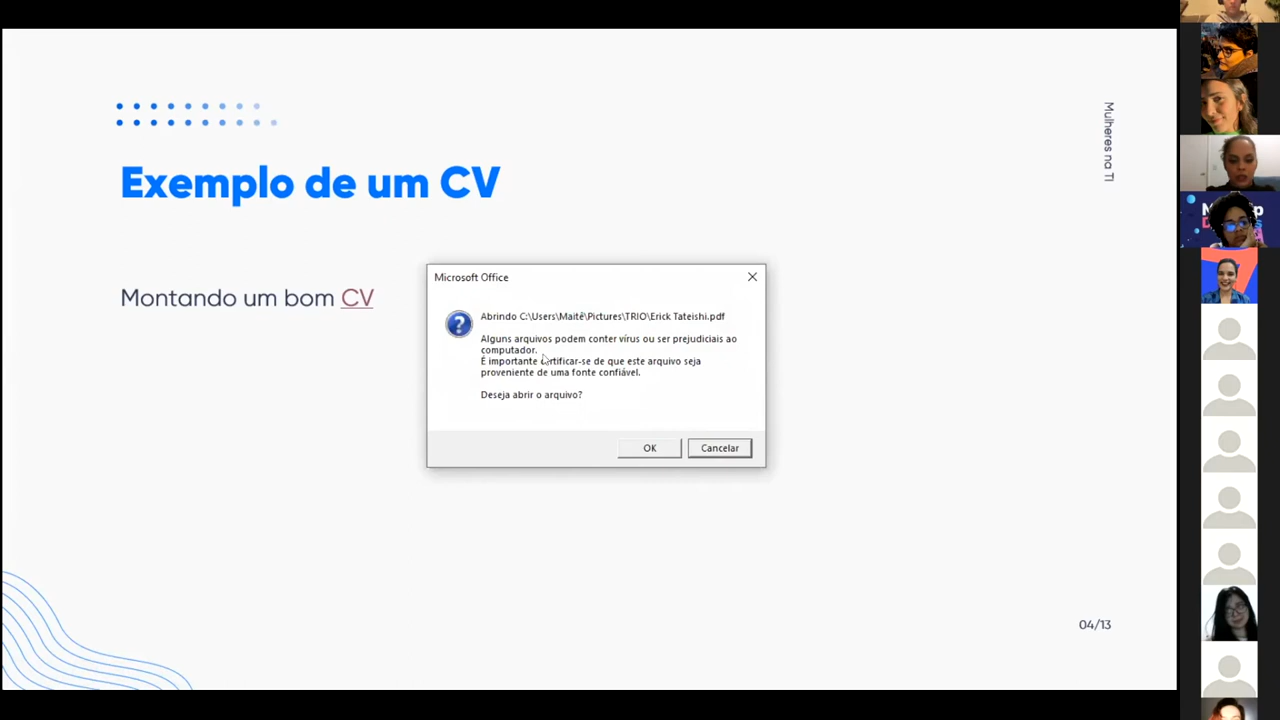 Mulheres na TI
Exemplo de um CV
Montando um bom CV
Microsoft Office
Abrindo C:\Users\Maitê\Pictures\TRIO\Erick Tateishi.pdf
Alguns arquivos podem conter vírus ou ser prejudiciais ao
computador.
É importante certificar-se de que este arquivo seja
proveniente de uma fonte confiável.
Deseja abrir o arquivo?
OK
Cancelar
04/13